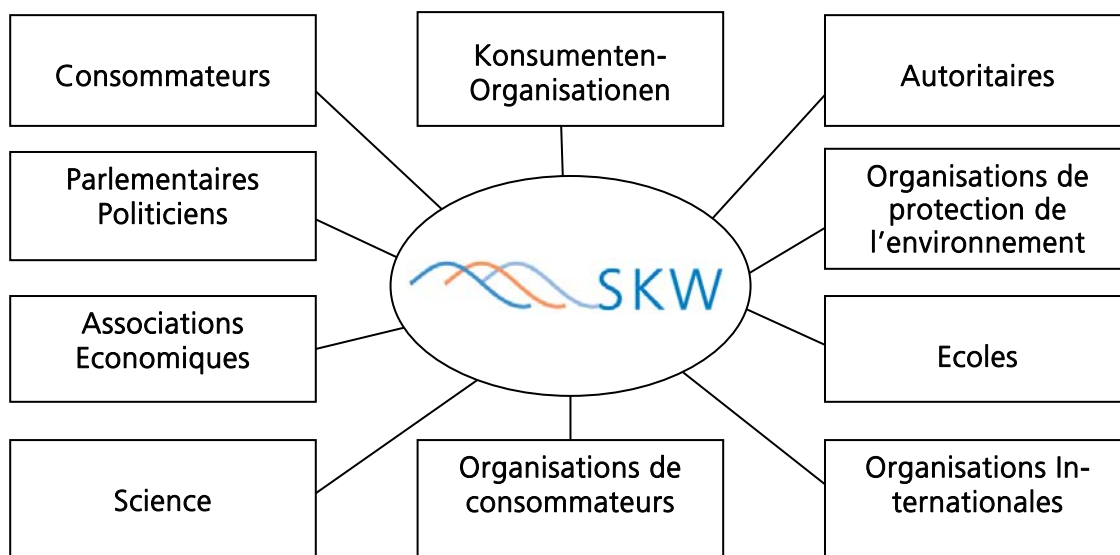 Consommateurs
Konsumenten-
Organisationen
Autoritaires
Parlementaires
Politiciens
Organisations de
protection de
l'environnement
SKW
Associations
Economiques
Ecoles
Science
Organisations de
consommateurs
Organisations In-
ternationales